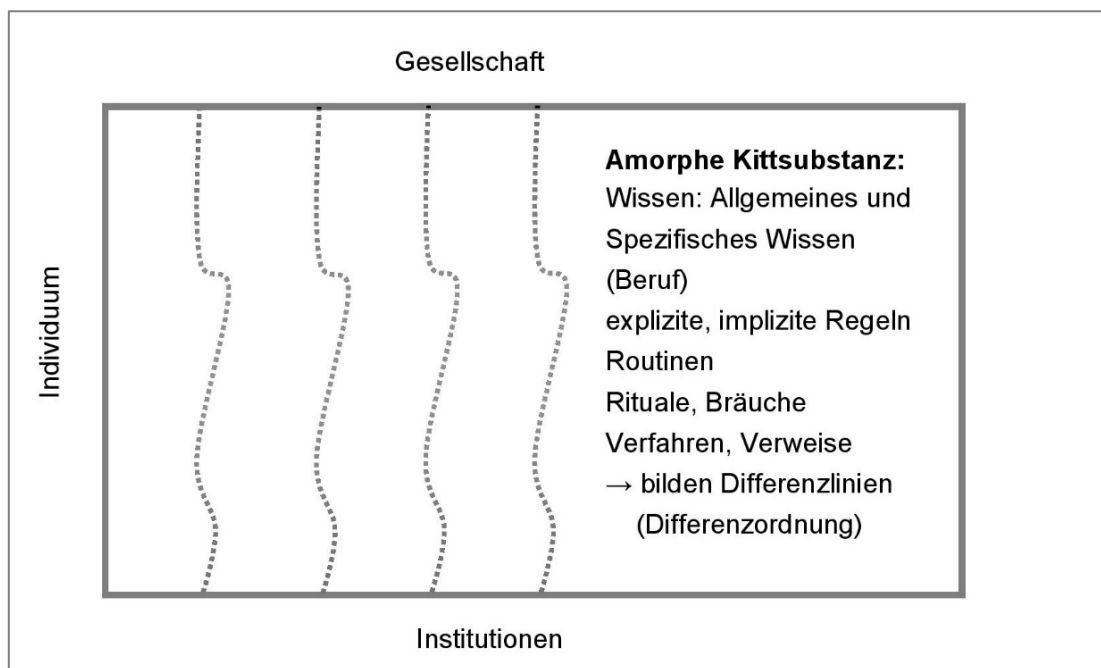 Gesellschaft
Individuum
Amorphe Kittsubstanz:
Wissen: Allgemeines und
Spezifisches Wissen
(Beruf)
explizite, implizite Regeln
Routinen
Rituale, Bräuche
Verfahren, Verweise
→ bilden Differenzlinien
(Differenzordnung)
Institutionen